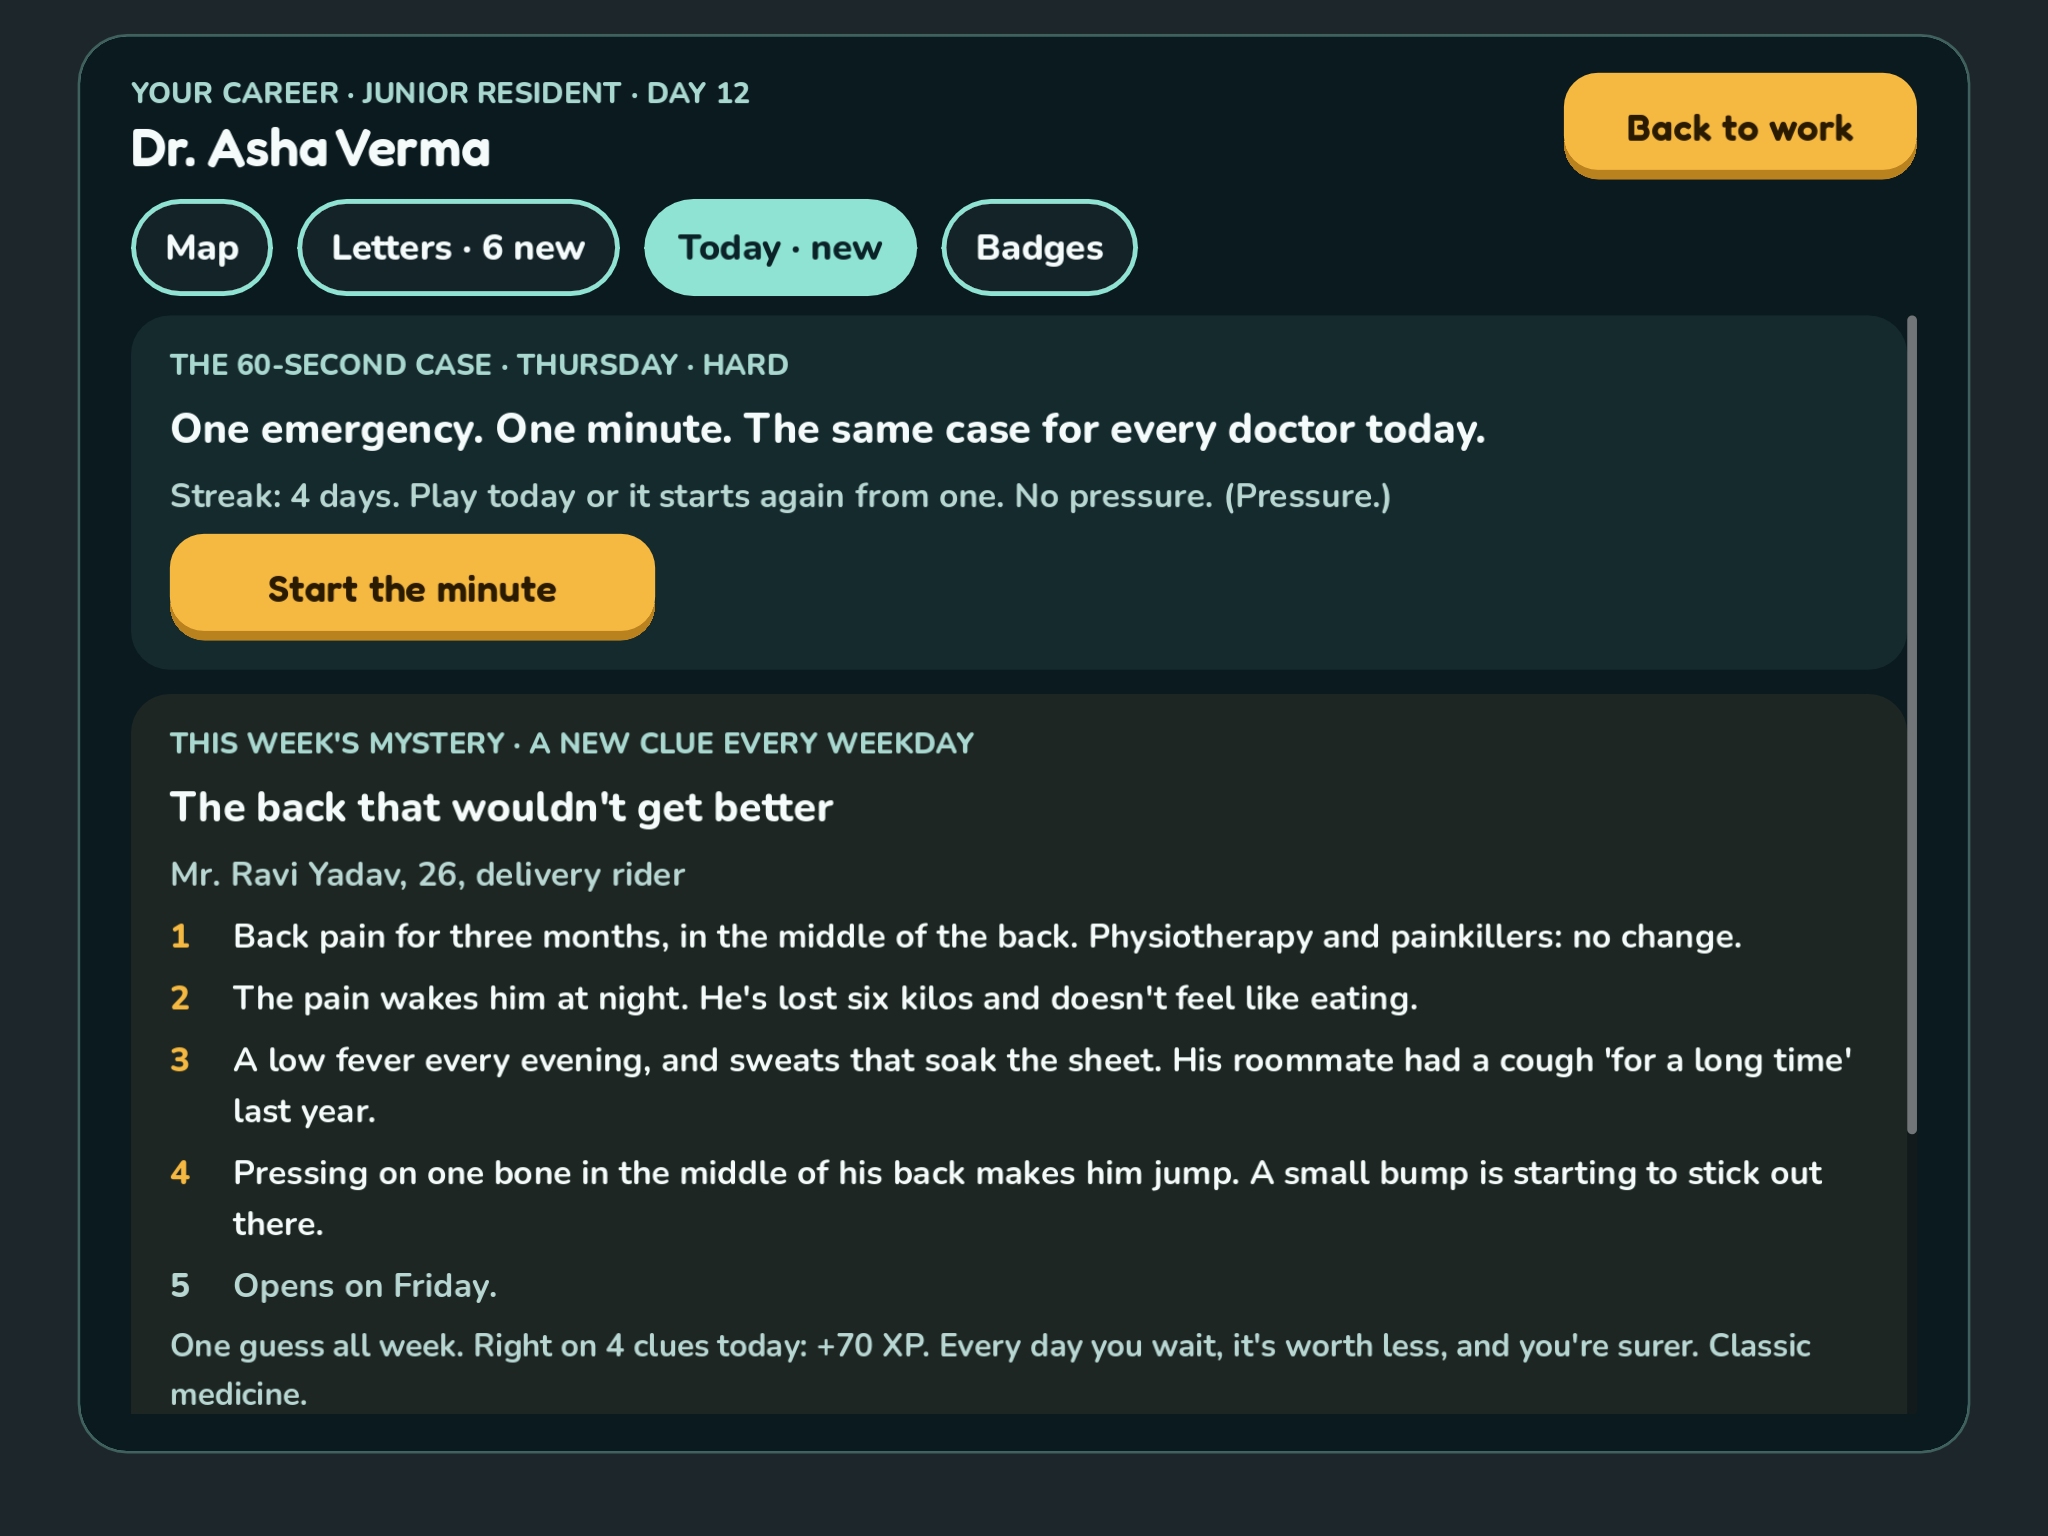 YOUR CAREER · JUNIOR RESIDENT · DAY 12
Dr. Asha Verma
Back to work
Map
Letters · 6 new
Today · new
Badges
THE 60-SECOND CASE · THURSDAY · HARD
One emergency. One minute. The same case for every doctor today.
Streak: 4 days. Play today or it starts again from one. No pressure. (Pressure.)
Start the minute
THIS WEEK'S MYSTERY · A NEW CLUE EVERY WEEKDAY
The back that wouldn't get better
Mr. Ravi Yadav, 26, delivery rider
1 Back pain for three months, in the middle of the back. Physiotherapy and painkillers: no change.
2 The pain wakes him at night. He's lost six kilos and doesn't feel like eating.
3 A low fever every evening, and sweats that soak the sheet. His roommate had a cough 'for a long time'
last year.
4 Pressing on one bone in the middle of his back makes him jump. A small bump is starting to stick out
there.
5 Opens on Friday.
One guess all week. Right on 4 clues today: +70 XP. Every day you wait, it's worth less, and you're surer. Classic
medicine.